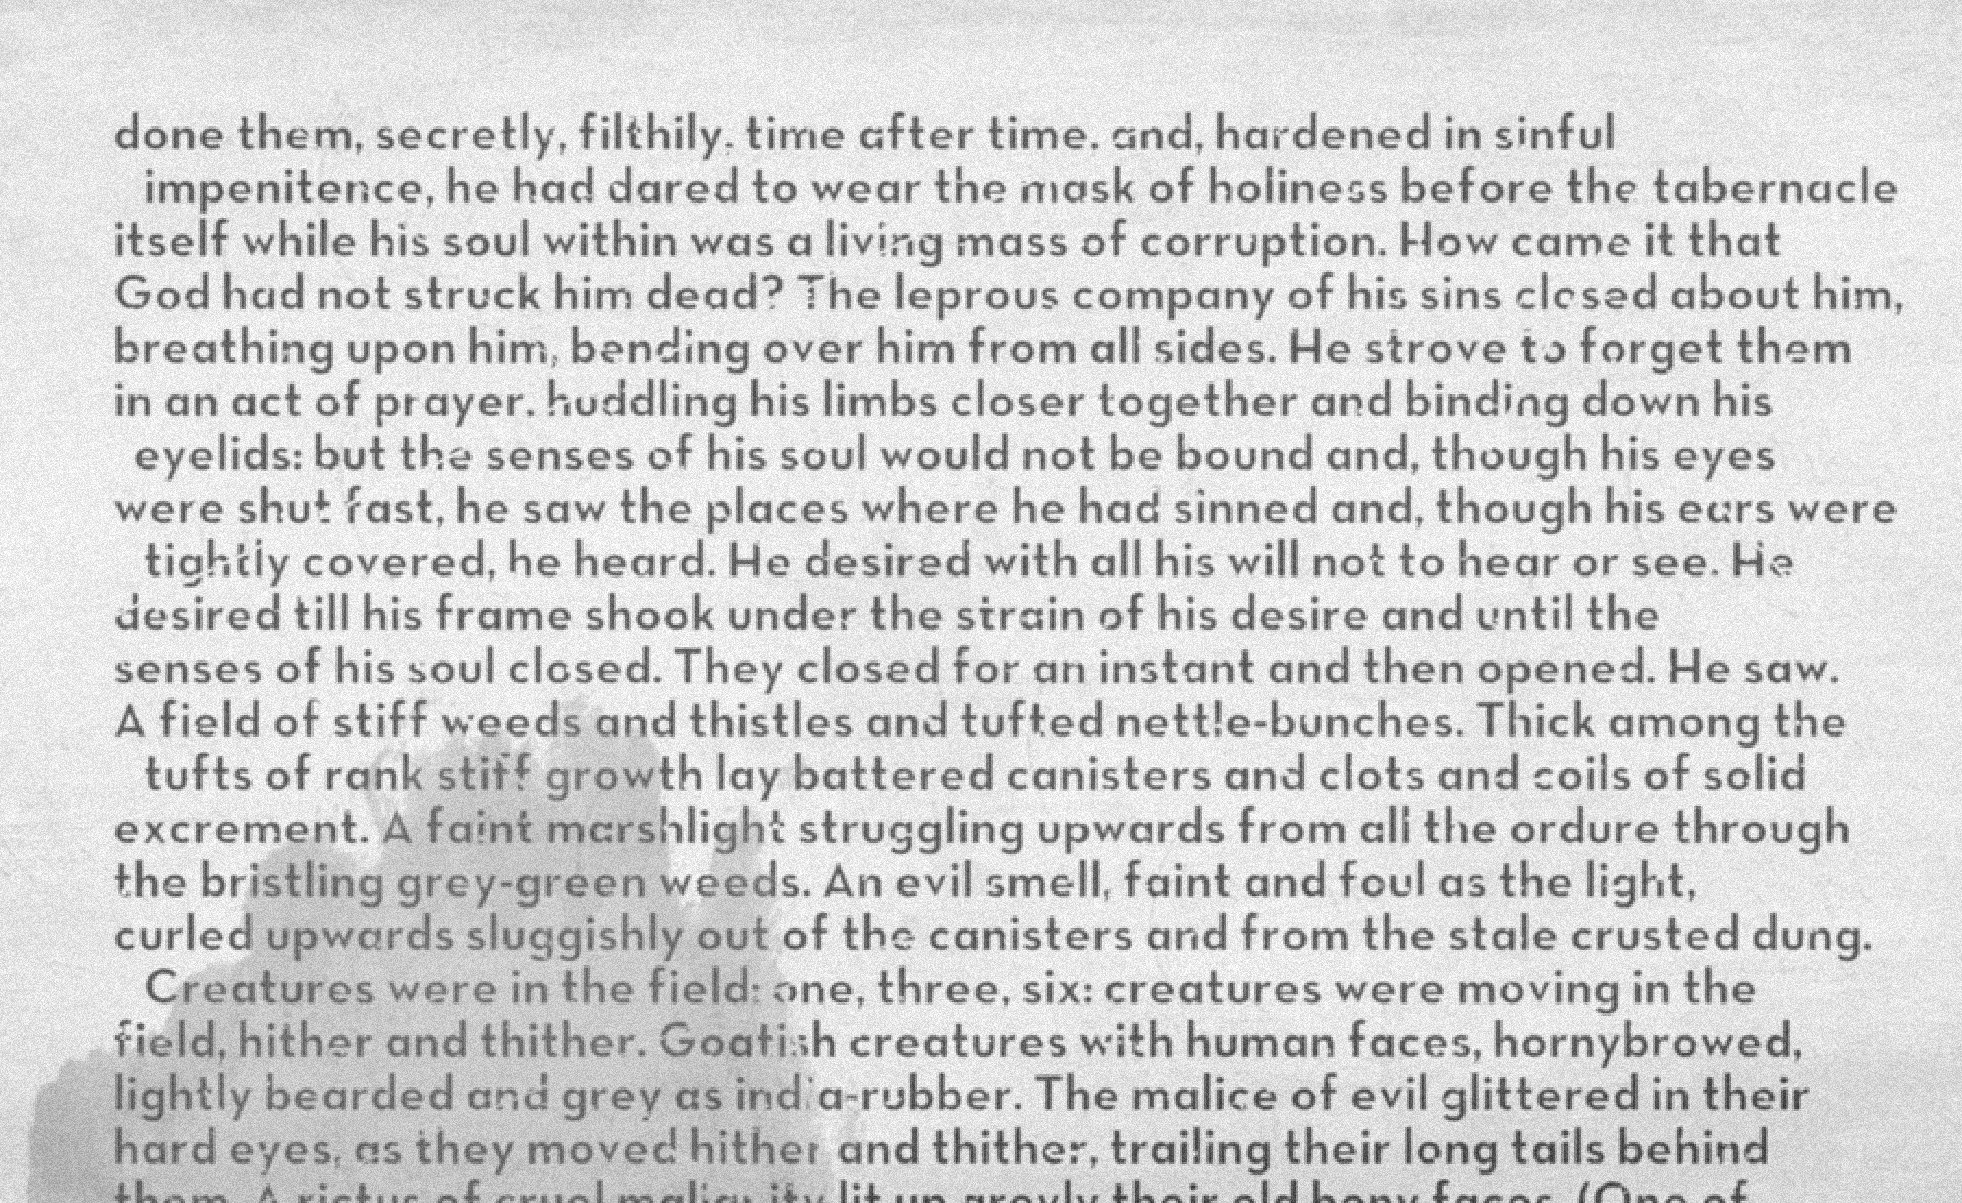 done them, secretly, filthily, time after time, and, hardened in sinful
impenitence, he had dared to wear the mask of holiness before the tabernacle
itself while his soul within was a living mass of corruption. How came it that
God had not struck him dead? The leprous company of his sins closed about him,
breathing upon him, bending over him from all sides. He strove to forget them
in an act of prayer, huddling his limbs closer together and binding down his
eyelids: but the senses of his soul would not be bound and, though his eyes
were shut fast, he saw the places where he had sinned and, though his ears were
tightly covered, he heard. He desired with all his will not to hear or see. He
desired till his frame shook under the strain of his desire and until the
senses of his soul closed. They closed for an instant and then opened. He saw.
A field of stiff weeds and thistles and tufted nettle-bunches. Thick among the
tufts of rank stiff growth lay battered canisters and clots and coils of solid
excrement. A faint marshlight struggling upwards from all the ordure through
the bristling grey-green weeds. An evil smell, faint and foul as the light,
curled upwards sluggishly out of the canisters and from the stale crusted dung.
Creatures were in the field: one, three, six: creatures were moving in the
field, hither and thither. Goatish creatures with human faces, hornybrowed,
lightly bearded and grey as india-rubber. The malice of evil glittered in their
hard eyes, as they moved hither and thither, trailing their long tails behind
them. A rictus of cruel malignity lit up greyly their old bony faces. (One of